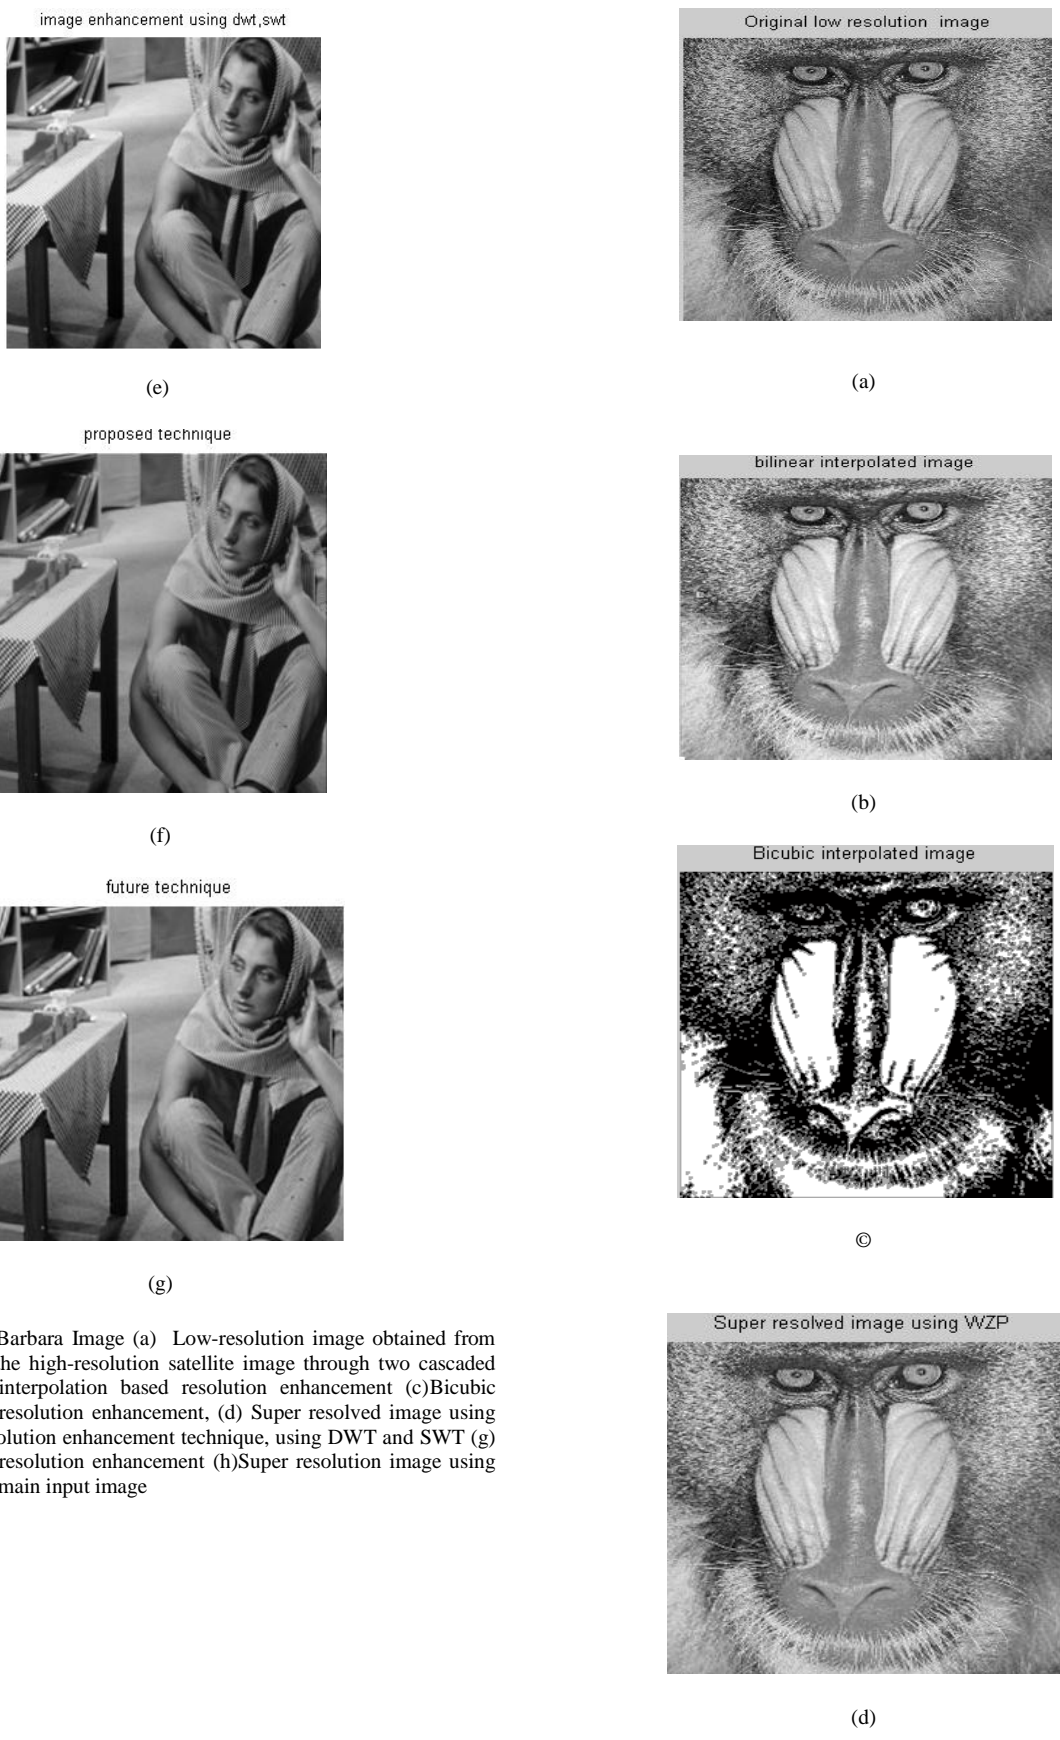 image enhancement using dwt,swt
(e)
proposed technique
(f)
future technique
(g)
Barbara Image (a) Low-resolution image obtained from
he high-resolution satellite image through two cascaded
interpolation based resolution enhancement (c)Bicubic
resolution enhancement, (d) Super resolved image using
olution enhancement technique, using DWT and SWT (g)
resolution enhancement (h)Super resolution image using
main input image
Original low resolution image
(a)
bilinear interpolated image
(b)
Bicubic interpolated image
©
Super resolved image using WZP
(d)